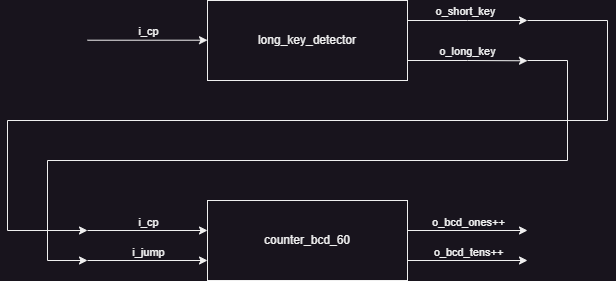 o_short_key
i_cp
long_key_detector
o_long_key
i_cp
o_bcd_ones++
counter_bcd_60
i_jump
o_bcd_tens++